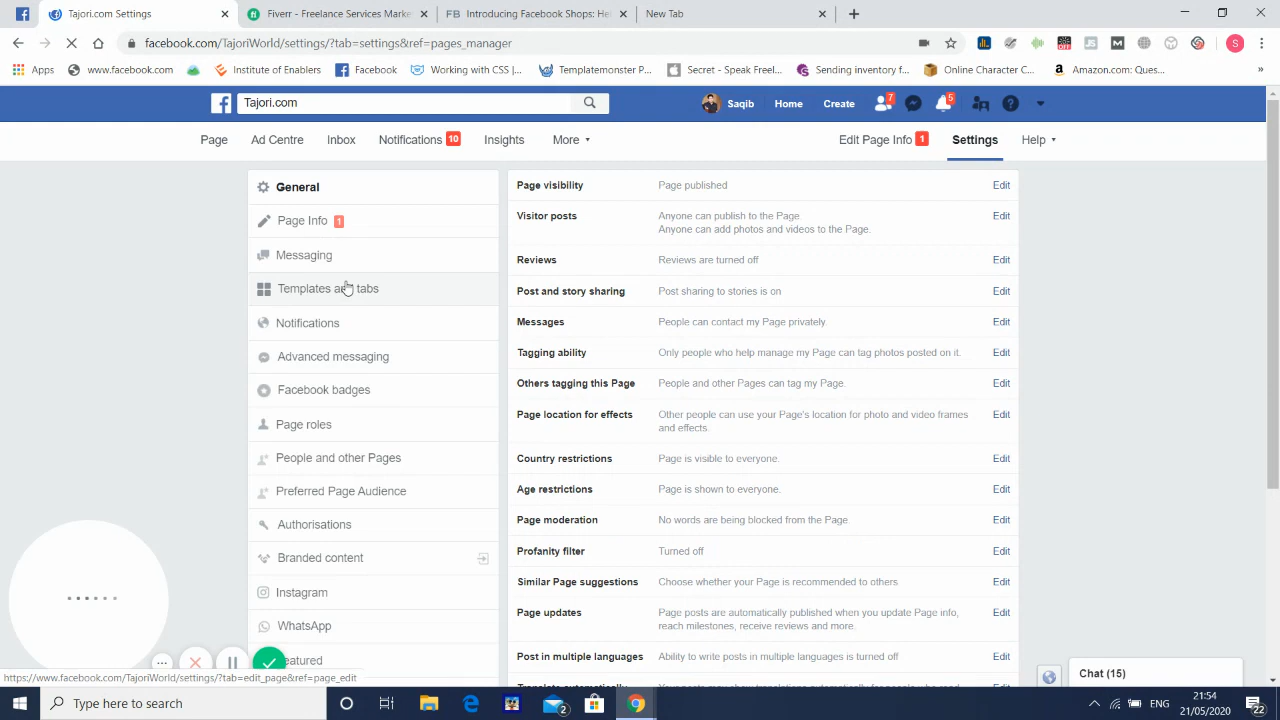 Tajori.com Settings
Fiverr - Freelance Services Marke
FB Introducing Facebook Shops: Hel
New Tab
facebook.com/TajoriWorld/settings/?tab=settings&ref=pages_manager
Apps
www.facebook.com
Institute of Enablers
Facebook
Working with CSS |...
Templatemonster P...
Secret - Speak Freel...
Sending inventory f...
Online Character C...
Amazon.com: Ques...
Tajori.com
Saqib
Home
Create
7
5
Page
Ad Centre
Inbox
Notifications 10
Insights
More
Edit Page Info 1
Settings
Help
General
Page Info 1
Messaging
Templates and tabs
Notifications
Advanced messaging
Facebook badges
Page roles
People and other Pages
Preferred Page Audience
Authorisations
Branded content
Instagram
WhatsApp
eatured
Page visibility Page published Edit
Visitor posts Anyone can publish to the Page. Edit
Anyone can add photos and videos to the Page.
Reviews Reviews are turned off Edit
Post and story sharing Post sharing to stories is on Edit
Messages People can contact my Page privately. Edit
Tagging ability Only people who help manage my Page can tag photos posted on it. Edit
Others tagging this Page People and other Pages can tag my Page. Edit
Page location for effects Other people can use your Page's location for photo and video frames Edit
and effects.
Country restrictions Page is visible to everyone. Edit
Age restrictions Page is shown to everyone. Edit
Page moderation No words are being blocked from the Page. Edit
Profanity filter Turned off Edit
Similar Page suggestions Choose whether your Page is recommended to others Edit
Page updates Page posts are automatically published when you update Page info, Edit
reach milestones, receive reviews and more.
Post in multiple languages Ability to write posts in multiple languages is turned off Edit
https://www.facebook.com/TajoriWorld/settings/?tab=edit_page&ref=page_edit
Chat (15)
Type here to search
2
ENG
21:54
21/05/2020
22